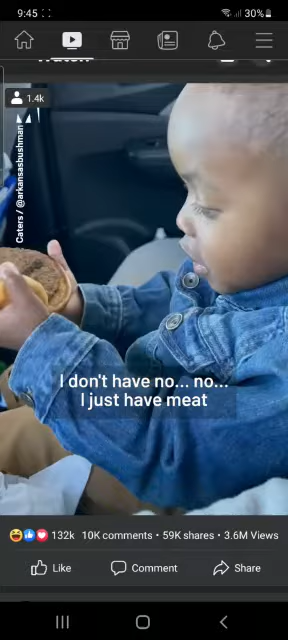 9:45
30%
1.4k
Caters / @arkansasbushman
I don't have no... no...
I just have meat
132k 10K comments • 59K shares • 3.6M Views
Like Comment Share